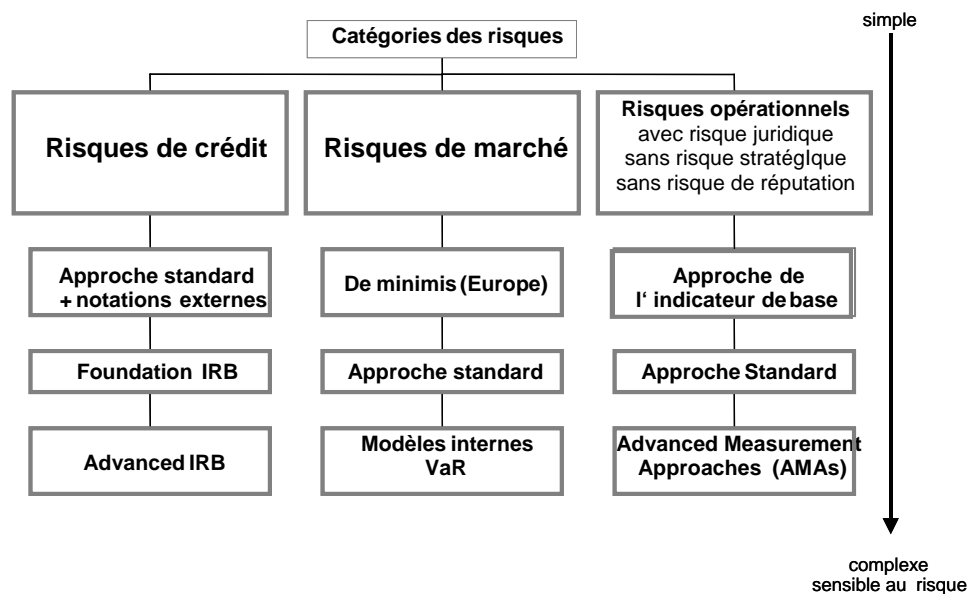 simple
Catégories des risques
Risques de crédit
Risques de marché
Risques opérationnels
avec risque juridique
sans risque stratégIque
sans risque de réputation
Approche standard
+ notations externes
De minimis (Europe)
Approche de
l‘ indicateur de base
Foundation IRB
Approche standard
Approche Standard
Advanced IRB
Modèles internes
VaR
Advanced Measurement
Approaches (AMAs)
complexe
sensible au risque